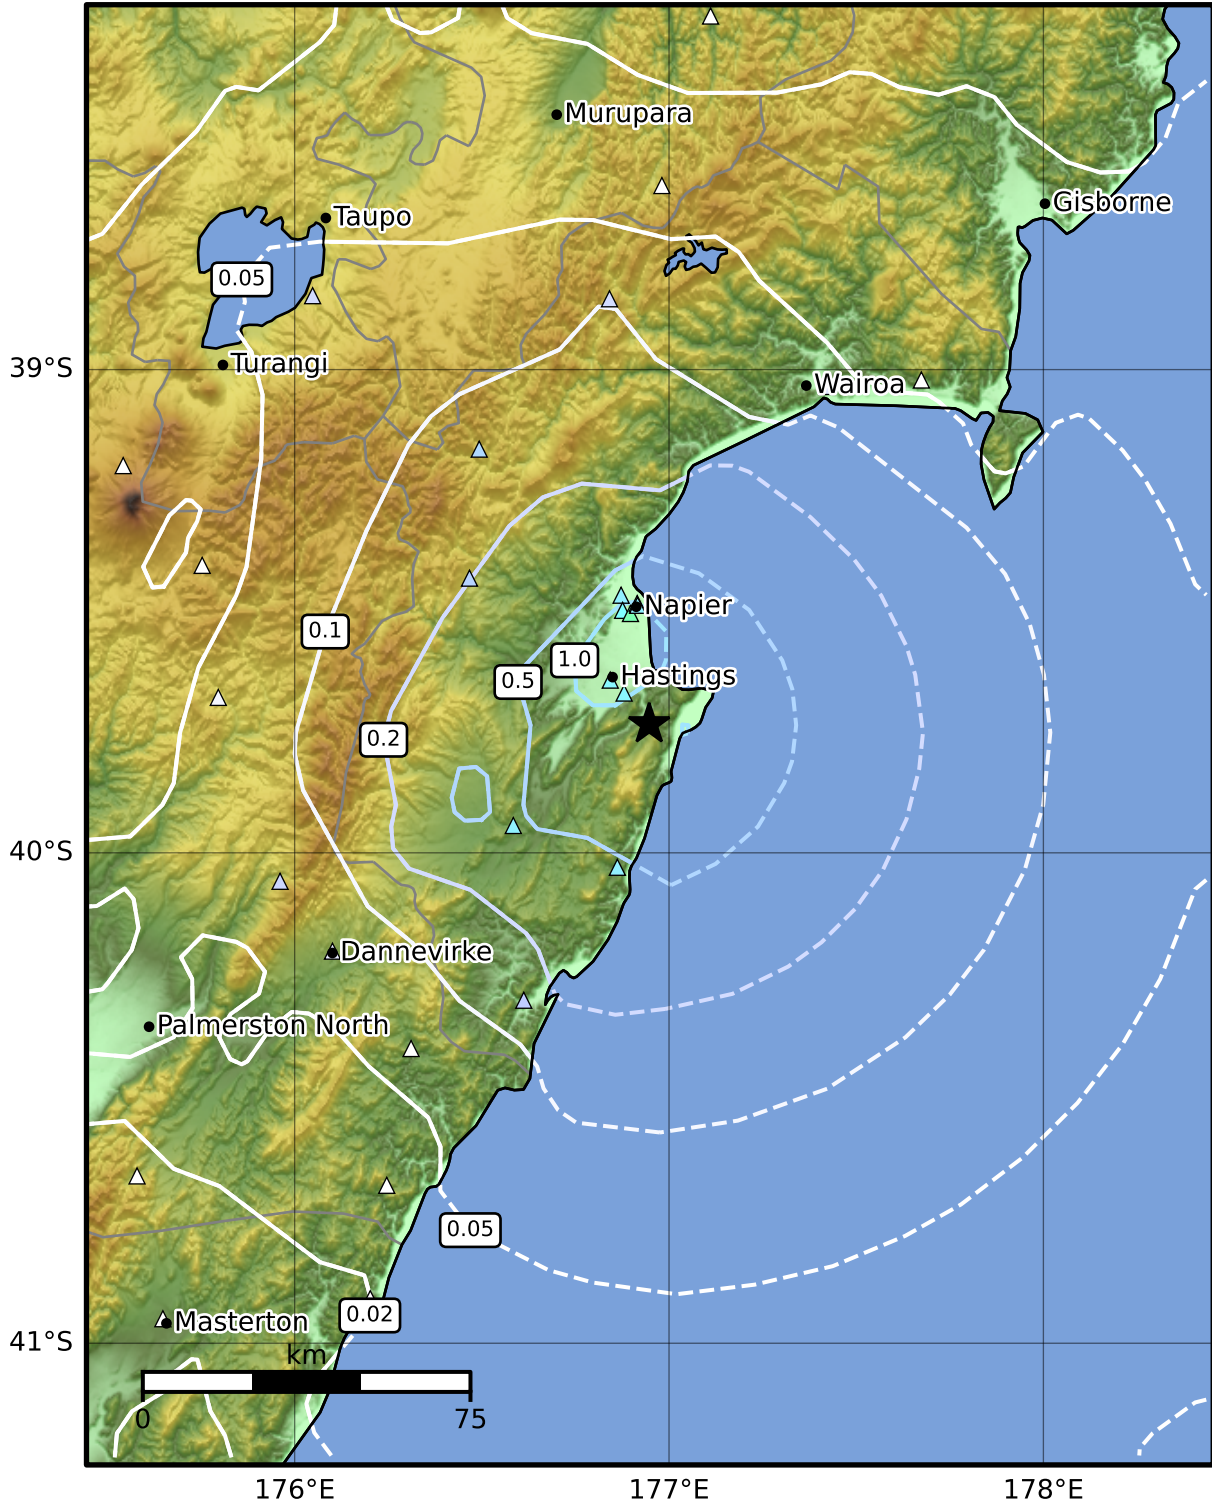 Murupara
Gisborne
Taupo
0.05
Turangi
39°S
Wairoa
Napier
0.1
1.0
Hastings
0.5
0.2
40°S
Dannevirke
Palmerston North
0.05
0.02
Masterton
41°S
km
0
75
176°E
177°E
178°E